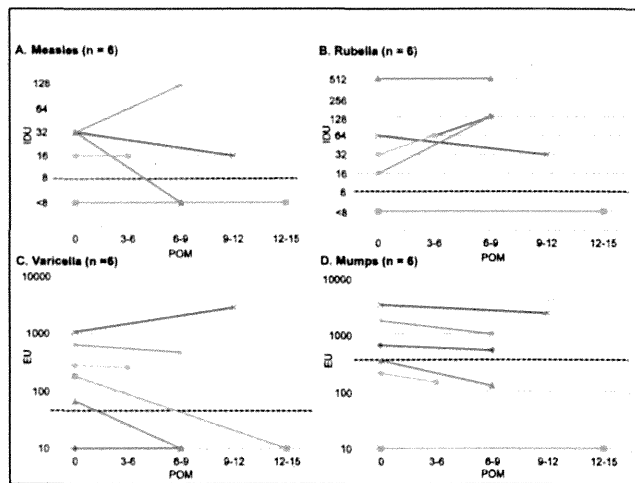 A. Measles (n = 6)
128
64
32
16
8
<8
IDU
0 3-6 6-9 9-12 12-15
POM
B. Rubella (n = 6)
512
256
128
64
32
16
6
<8
IDU
0 3-6 6-9 9-12 12-15
POM
C. Varicella (n =6)
10000
1000
100
10
EU
0 3-6 6-9 9-12 12-15
POM
D. Mumps (n = 6)
10000
1000
100
10
EU
0 3-6 6-9 9-12 12-15
POM